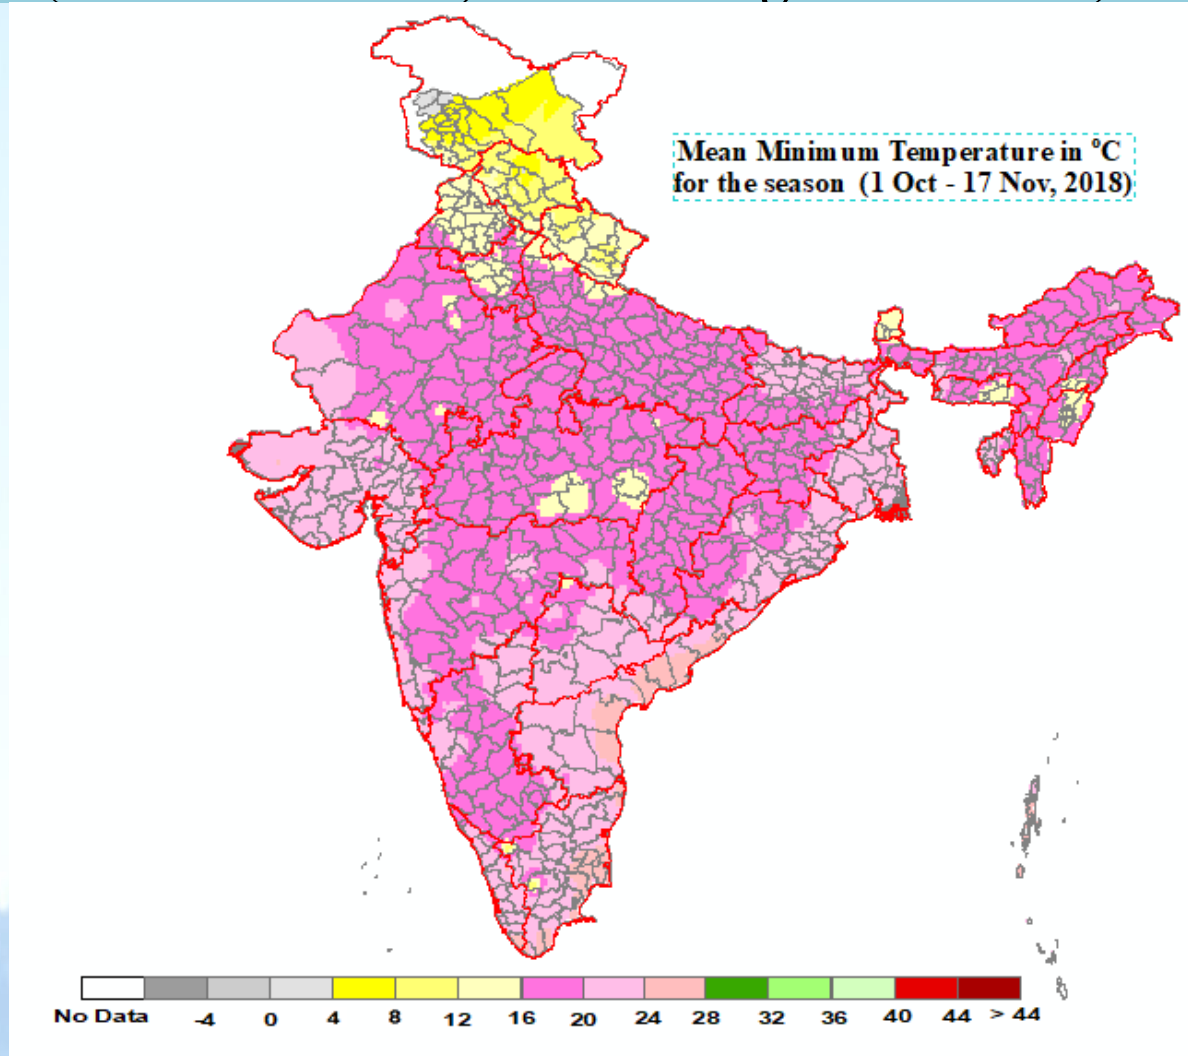 Mean Minimum Temperature in °C
for the season (1 Oct - 17 Nov, 2018)
No Data -4 0 4 8 12 16 20 24 28 32 36 40 44 > 44